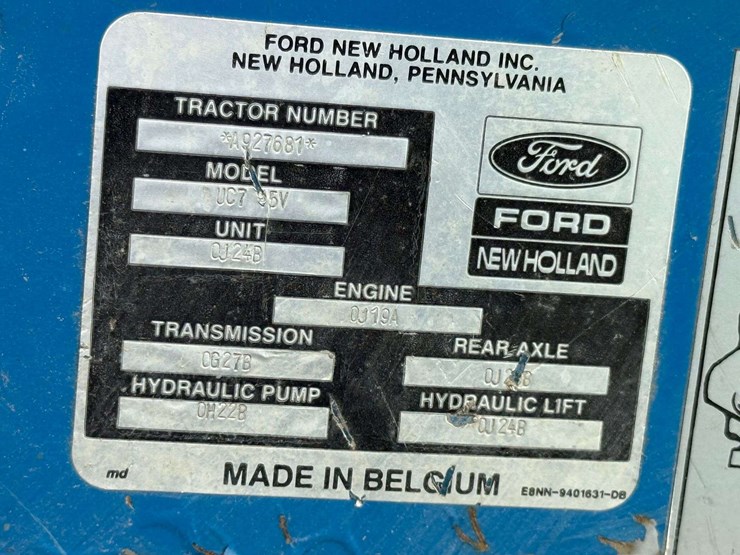 FORD NEW HOLLAND INC.
NEW HOLLAND, PENNSYLVANIA
TRACTOR NUMBER
*A927681*
MODEL
UNIT
0J24B
ENGINE
0J19A
TRANSMISSION
0G27B
REAR AXLE
HYDRAULIC PUMP
0H22B
HYDRAULIC LIFT
0J24B
Ford
FORD
NEW HOLLAND
md
MADE IN BELGIUM
E8NN-9401631-DB